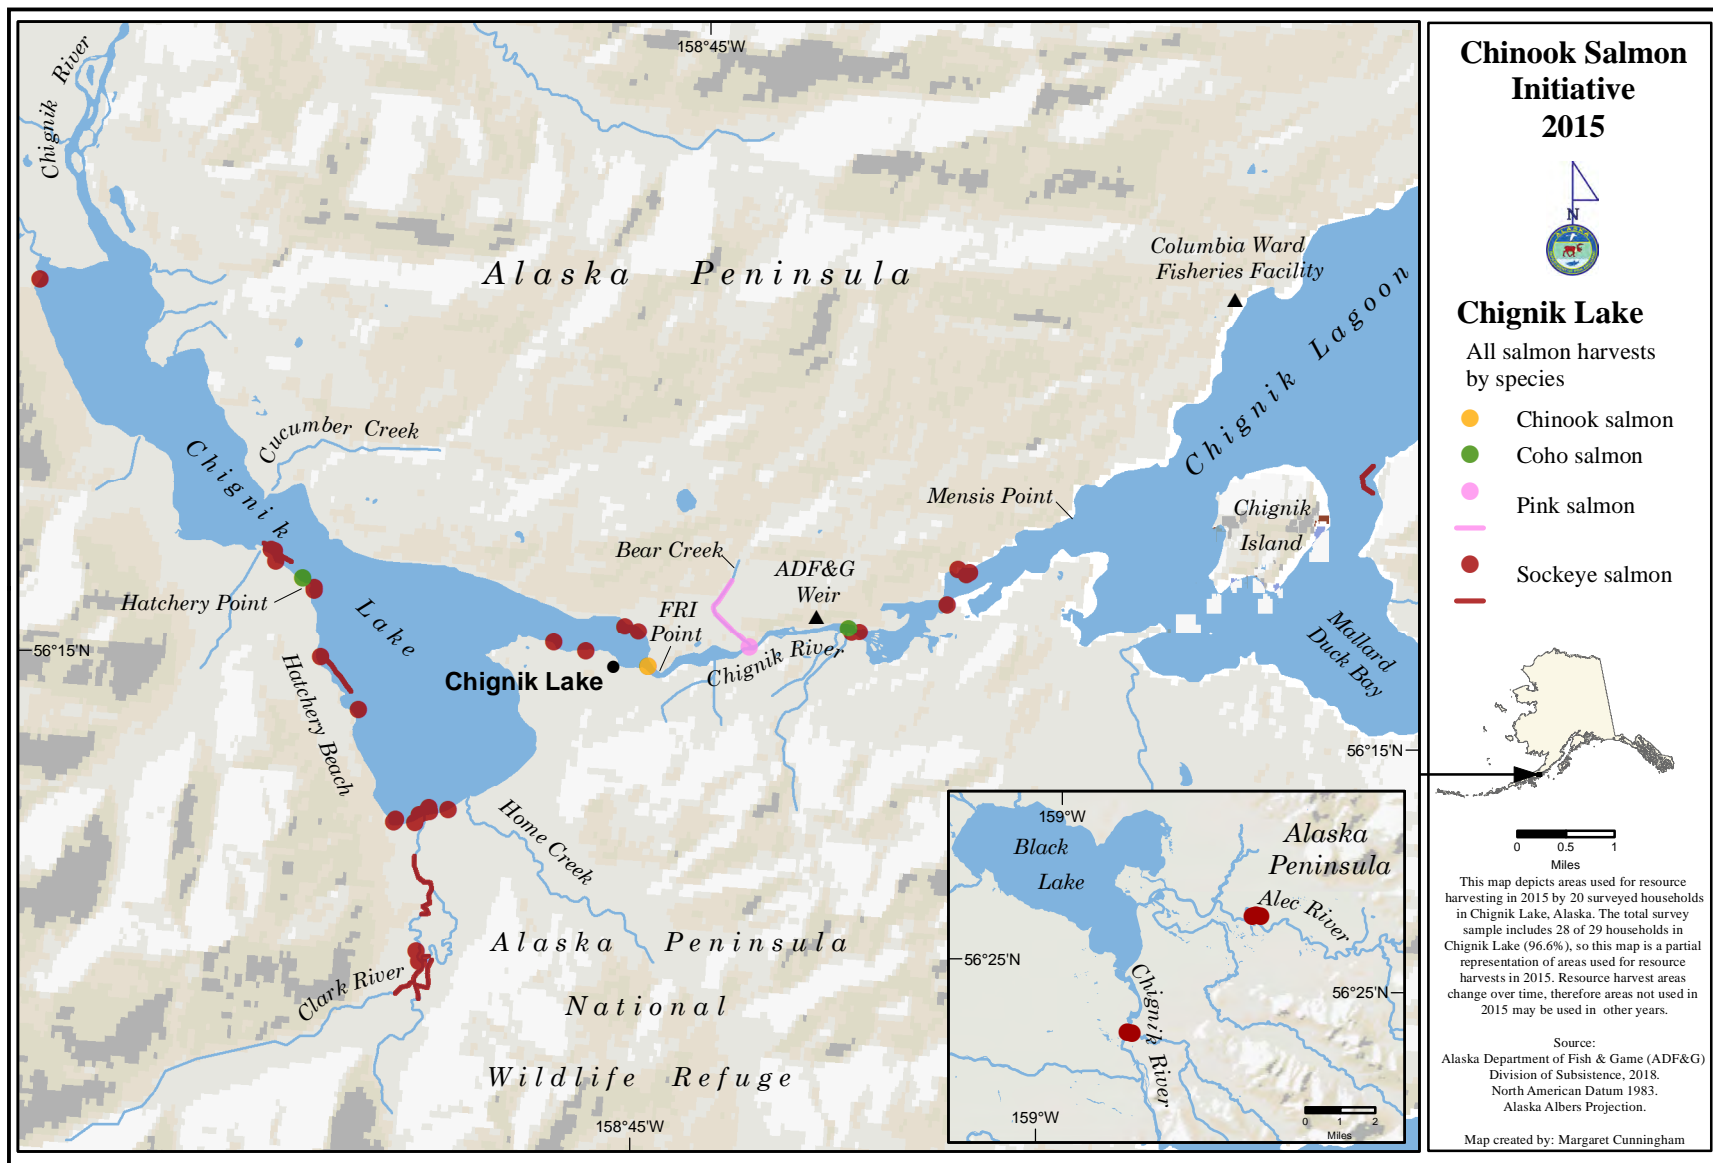 158°45'W
Chignik River
Alaska Peninsula
Columbia Ward
Fisheries Facility
Chignik Lagoon
Cucumber Creek
Chignik
Lake
Mensis Point
Chignik
Island
Bear Creek
ADF&G
Weir
Hatchery Point
FRI
Point
Mallard
Duck Bay
56°15'N
Chignik River
Chignik Lake
Hatchery Beach
56°15'N
Home Creek
Clark River
Alaska Peninsula
National
Wildlife Refuge
158°45'W
159°W
Black
Lake
Alaska
Peninsula
Alec River
56°25'N
56°25'N
Chignik River
159°W
0 1 2
Miles
Chinook Salmon
Initiative
2015
N
ALASKA
Chignik Lake
All salmon harvests
by species
Chinook salmon
Coho salmon
Pink salmon
Sockeye salmon
0 0.5 1
Miles
This map depicts areas used for resource
harvesting in 2015 by 20 surveyed households
in Chignik Lake, Alaska. The total survey
sample includes 28 of 29 households in
Chignik Lake (96.6%), so this map is a partial
representation of areas used for resource
harvests in 2015. Resource harvest areas
change over time, therefore areas not used in
2015 may be used in other years.
Source:
Alaska Department of Fish & Game (ADF&G)
Division of Subsistence, 2018.
North American Datum 1983.
Alaska Albers Projection.
Map created by: Margaret Cunningham